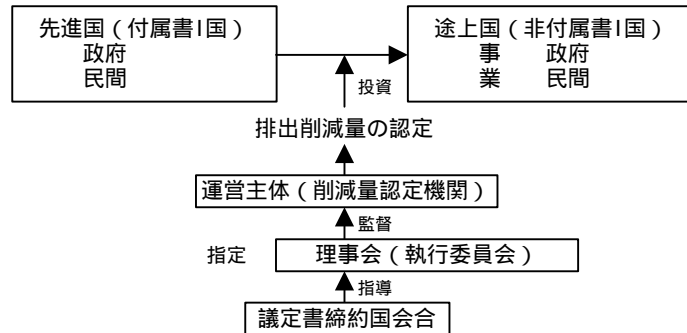 先進国（付属書Ⅰ国）
政府
民間
途上国（非付属書Ⅰ国）
事　政府
業　民間
投資
排出削減量の認定
運営主体（削減量認定機関）
監督
指定　理事会（執行委員会）
指導
議定書締約国会合